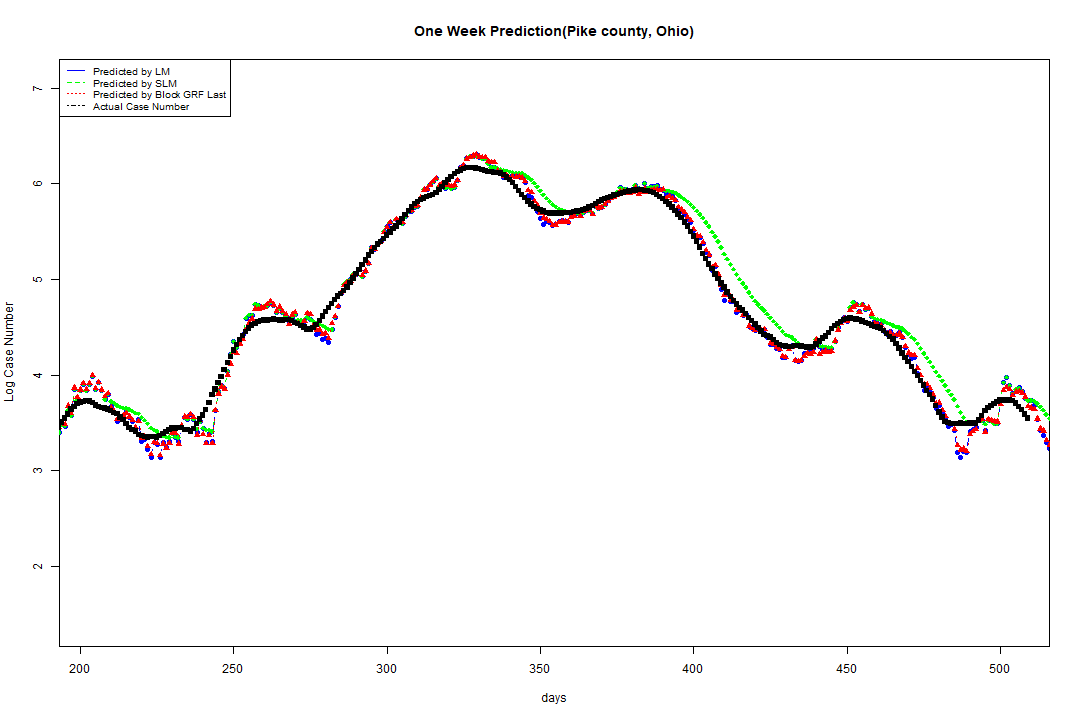 One Week Prediction(Pike county, Ohio)
Predicted by LM
Predicted by SLM
Predicted by Block GRF Last
Actual Case Number
7
6
5
4
3
2
Log Case Number
200 250 300 350 400 450 500
days